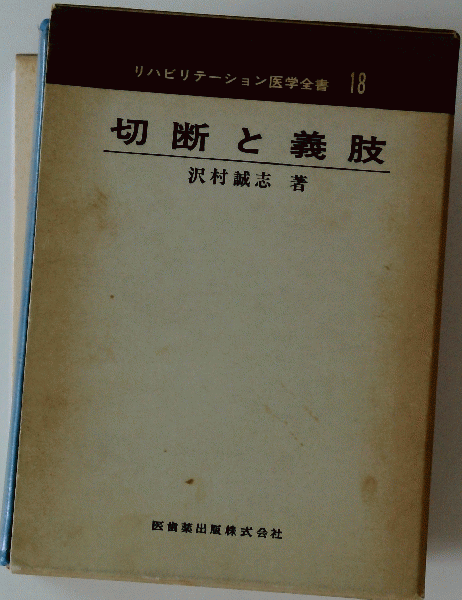 リハビリテーション医学全書 18
切断と義肢
沢村誠志 著
医歯薬出版株式会社